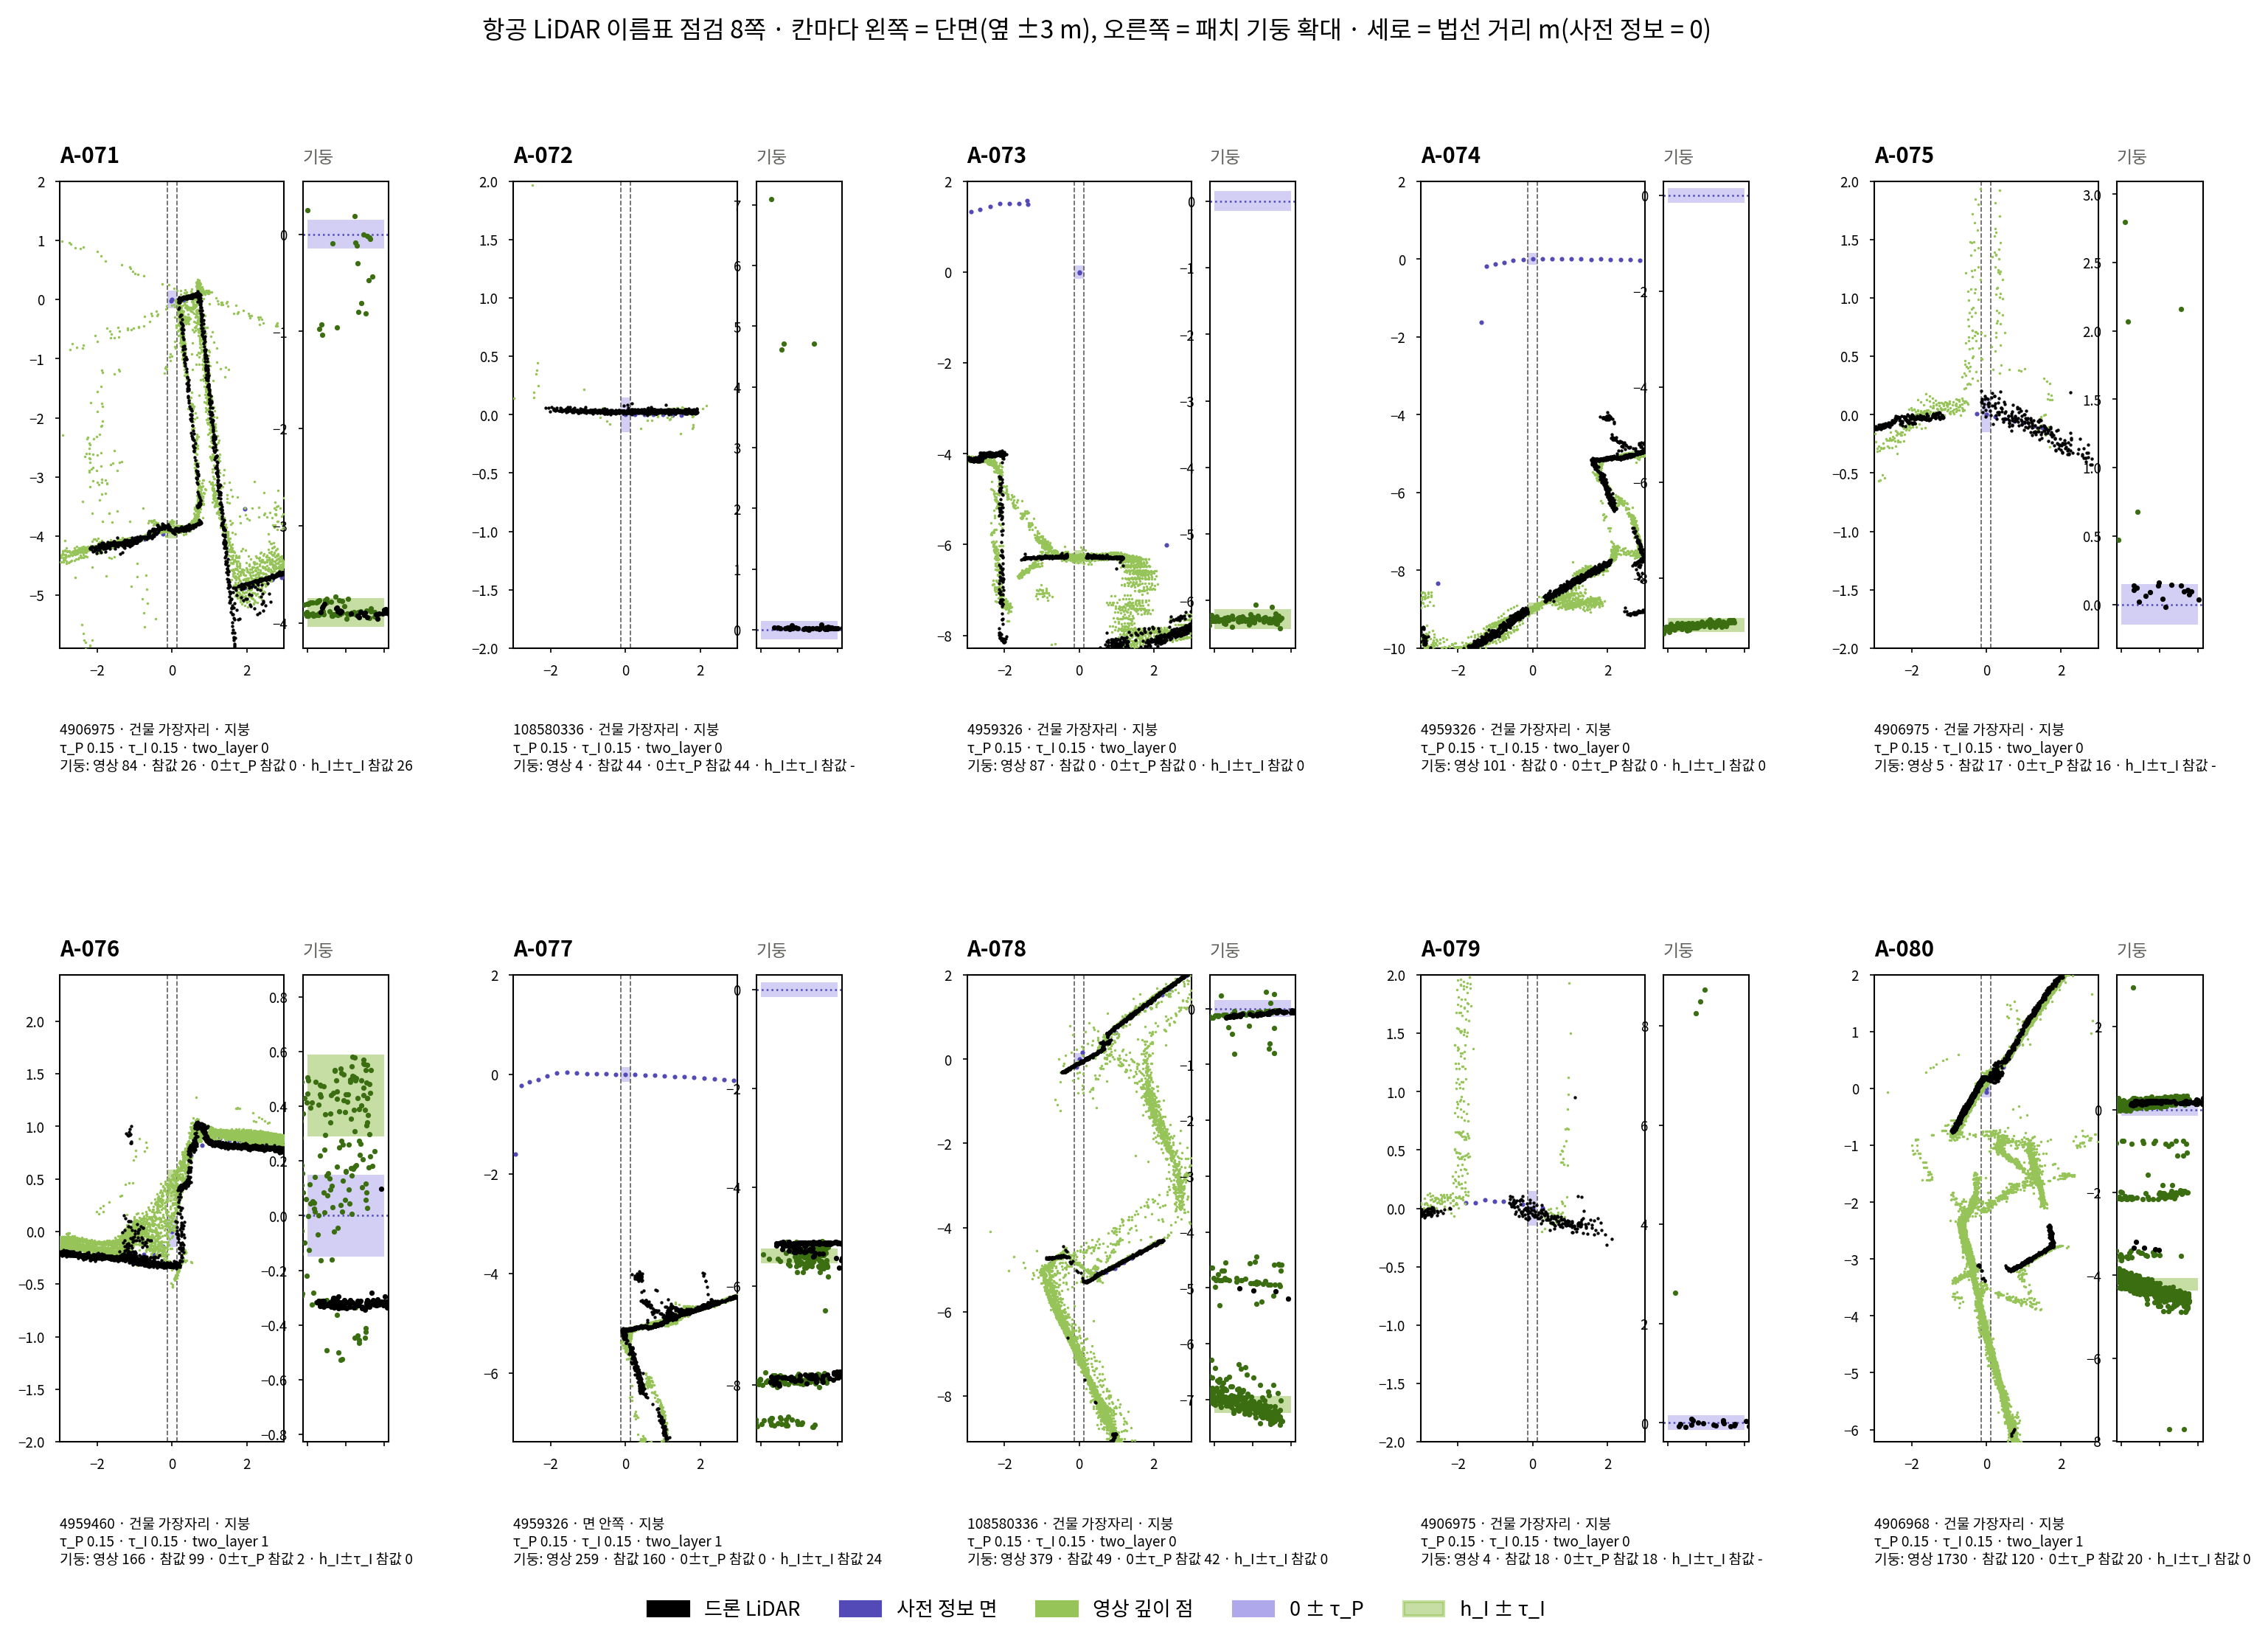 항공 LiDAR 이름표 점검 8쪽 · 칸마다 왼쪽 = 단면(옆 ±3 m), 오른쪽 = 패치 기둥 확대 · 세로 = 법선 거리 m(사전 정보 = 0)
A-071 기둥 A-072 기둥 A-073 기둥 A-074 기둥 A-075 기둥
4906975 · 건물 가장자리 · 지붕
τ_P 0.15 · τ_I 0.15 · two_layer 0
기둥: 영상 84 · 참값 26 · 0±τ_P 참값 0 · h_I±τ_I 참값 26
108580336 · 건물 가장자리 · 지붕
τ_P 0.15 · τ_I 0.15 · two_layer 0
기둥: 영상 4 · 참값 44 · 0±τ_P 참값 44 · h_I±τ_I 참값 -
4959326 · 건물 가장자리 · 지붕
τ_P 0.15 · τ_I 0.15 · two_layer 0
기둥: 영상 87 · 참값 0 · 0±τ_P 참값 0 · h_I±τ_I 참값 0
4959326 · 건물 가장자리 · 지붕
τ_P 0.15 · τ_I 0.15 · two_layer 0
기둥: 영상 101 · 참값 0 · 0±τ_P 참값 0 · h_I±τ_I 참값 0
4906975 · 건물 가장자리 · 지붕
τ_P 0.15 · τ_I 0.15 · two_layer 0
기둥: 영상 5 · 참값 17 · 0±τ_P 참값 16 · h_I±τ_I 참값 -
A-076 기둥 A-077 기둥 A-078 기둥 A-079 기둥 A-080 기둥
4959460 · 건물 가장자리 · 지붕
τ_P 0.15 · τ_I 0.15 · two_layer 1
기둥: 영상 166 · 참값 99 · 0±τ_P 참값 2 · h_I±τ_I 참값 0
4959326 · 면 안쪽 · 지붕
τ_P 0.15 · τ_I 0.15 · two_layer 1
기둥: 영상 259 · 참값 160 · 0±τ_P 참값 0 · h_I±τ_I 참값 24
108580336 · 건물 가장자리 · 지붕
τ_P 0.15 · τ_I 0.15 · two_layer 0
기둥: 영상 379 · 참값 49 · 0±τ_P 참값 42 · h_I±τ_I 참값 0
4906975 · 건물 가장자리 · 지붕
τ_P 0.15 · τ_I 0.15 · two_layer 0
기둥: 영상 4 · 참값 18 · 0±τ_P 참값 18 · h_I±τ_I 참값 -
4906968 · 건물 가장자리 · 지붕
τ_P 0.15 · τ_I 0.15 · two_layer 1
기둥: 영상 1730 · 참값 120 · 0±τ_P 참값 20 · h_I±τ_I 참값 0
드론 LiDAR 사전 정보 면 영상 깊이 점 0 ± τ_P h_I ± τ_I